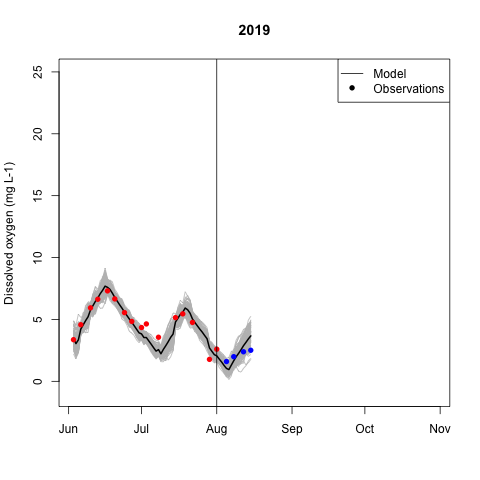 2019
Model
Observations
Dissolved oxygen (mg L-1)
25
20
15
10
5
0
Jun Jul Aug Sep Oct Nov